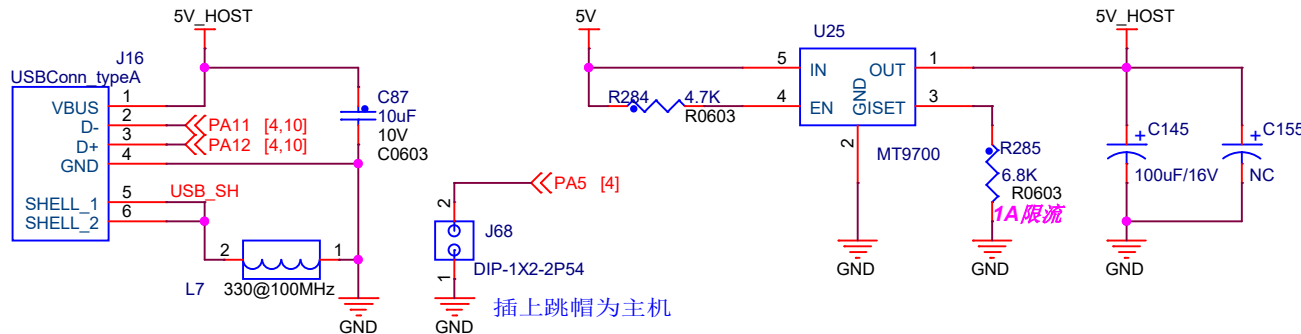 5V_HOST
J16
USBConn_typeA
VBUS 1
D- 2
D+ 3
GND 4
SHELL_1 5
SHELL_2 6
PA11 [4,10]
PA12 [4,10]
USB_SH
C87
10uF
10V
C0603
2 1
L7 330@100MHz
GND
PA5 [4]
2
J68
DIP-1X2-2P54
1
GND
插上跳帽为主机
5V
R284 4.7K
R0603
U25
5 IN OUT 1
4 EN GND GISET 3
2
MT9700
GND
R285
6.8K
R0603
1A限流
GND
5V_HOST
+ C145
100uF/16V
+ C155
NC
GND